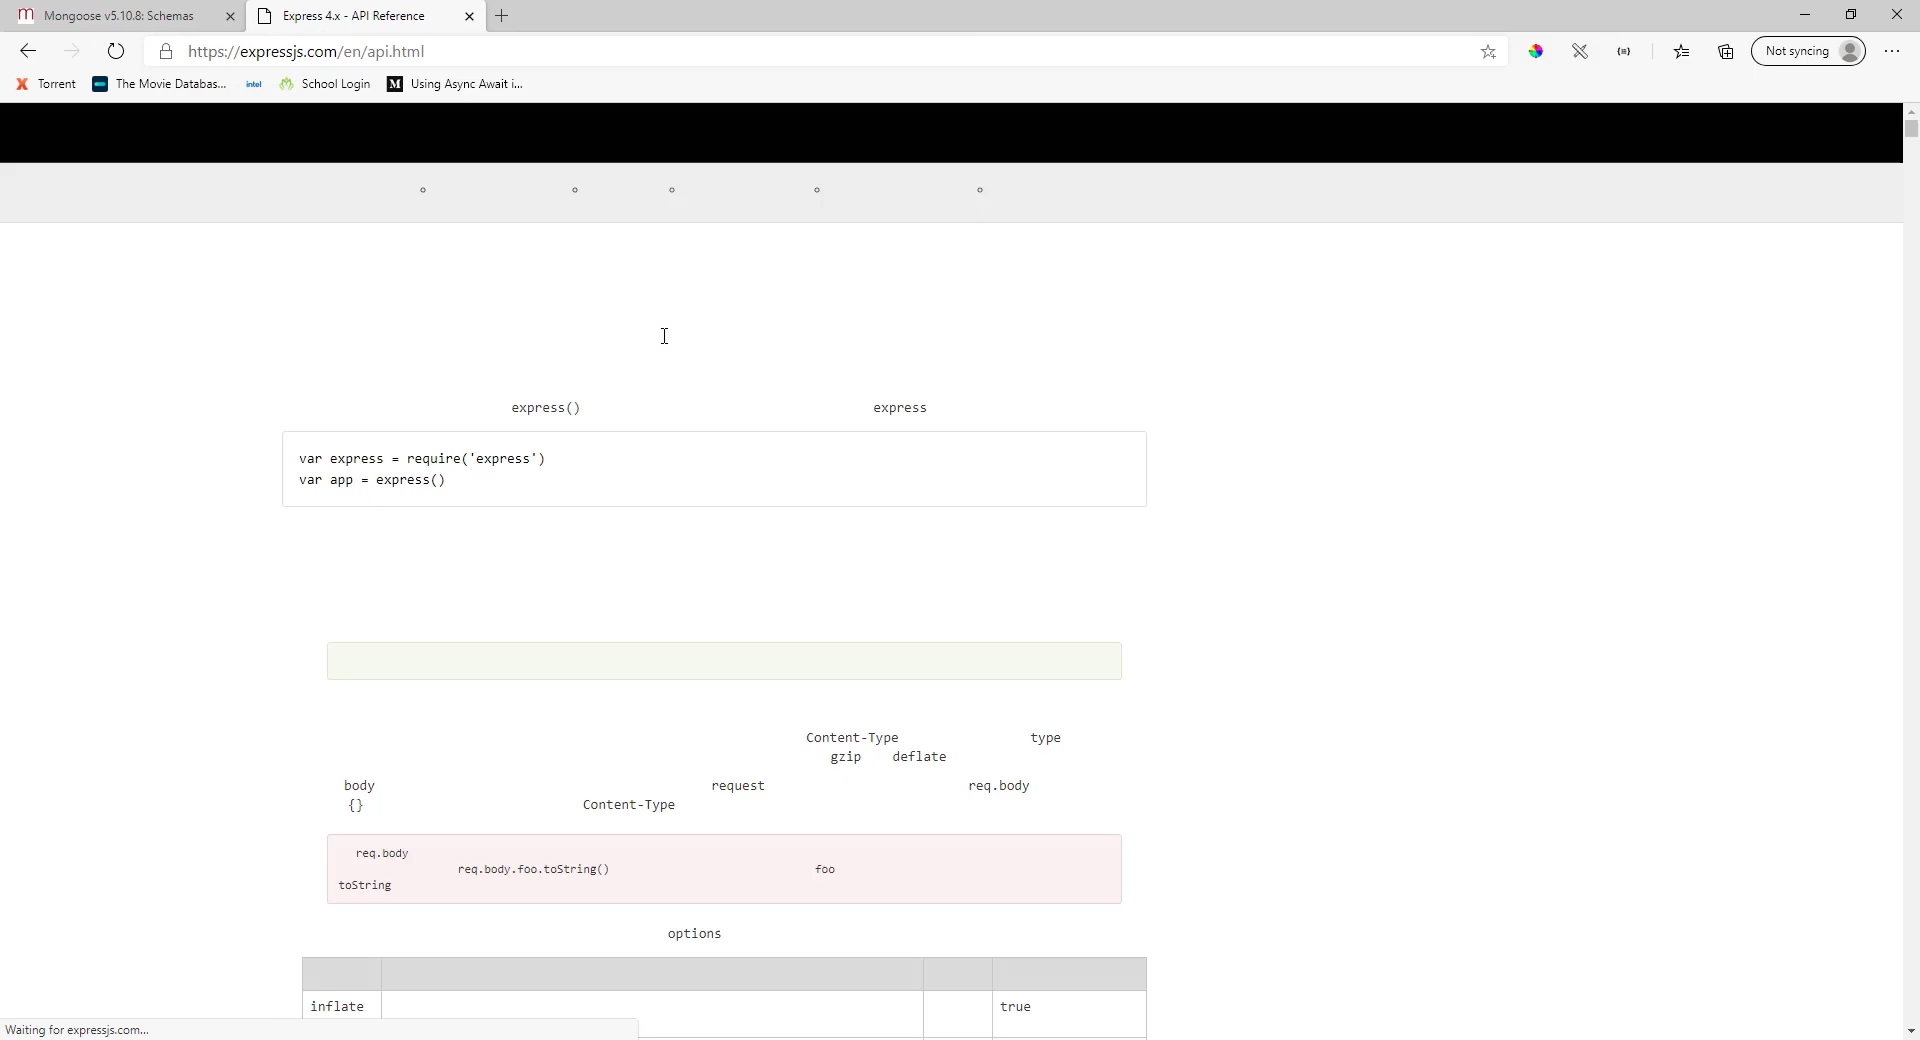 Mongoose v5.10.8: Schemas
Express 4.x - API Reference
https://expressjs.com/en/api.html
Not syncing
Torrent
The Movie Databas...
intel
School Login
M
Using Async Await i...
express() express
var express = require('express')
var app = express()
Content-Type type
gzip deflate
body request req.body
{} Content-Type
req.body
req.body.foo.toString() foo
toString
options
inflate true
Waiting for expressjs.com...